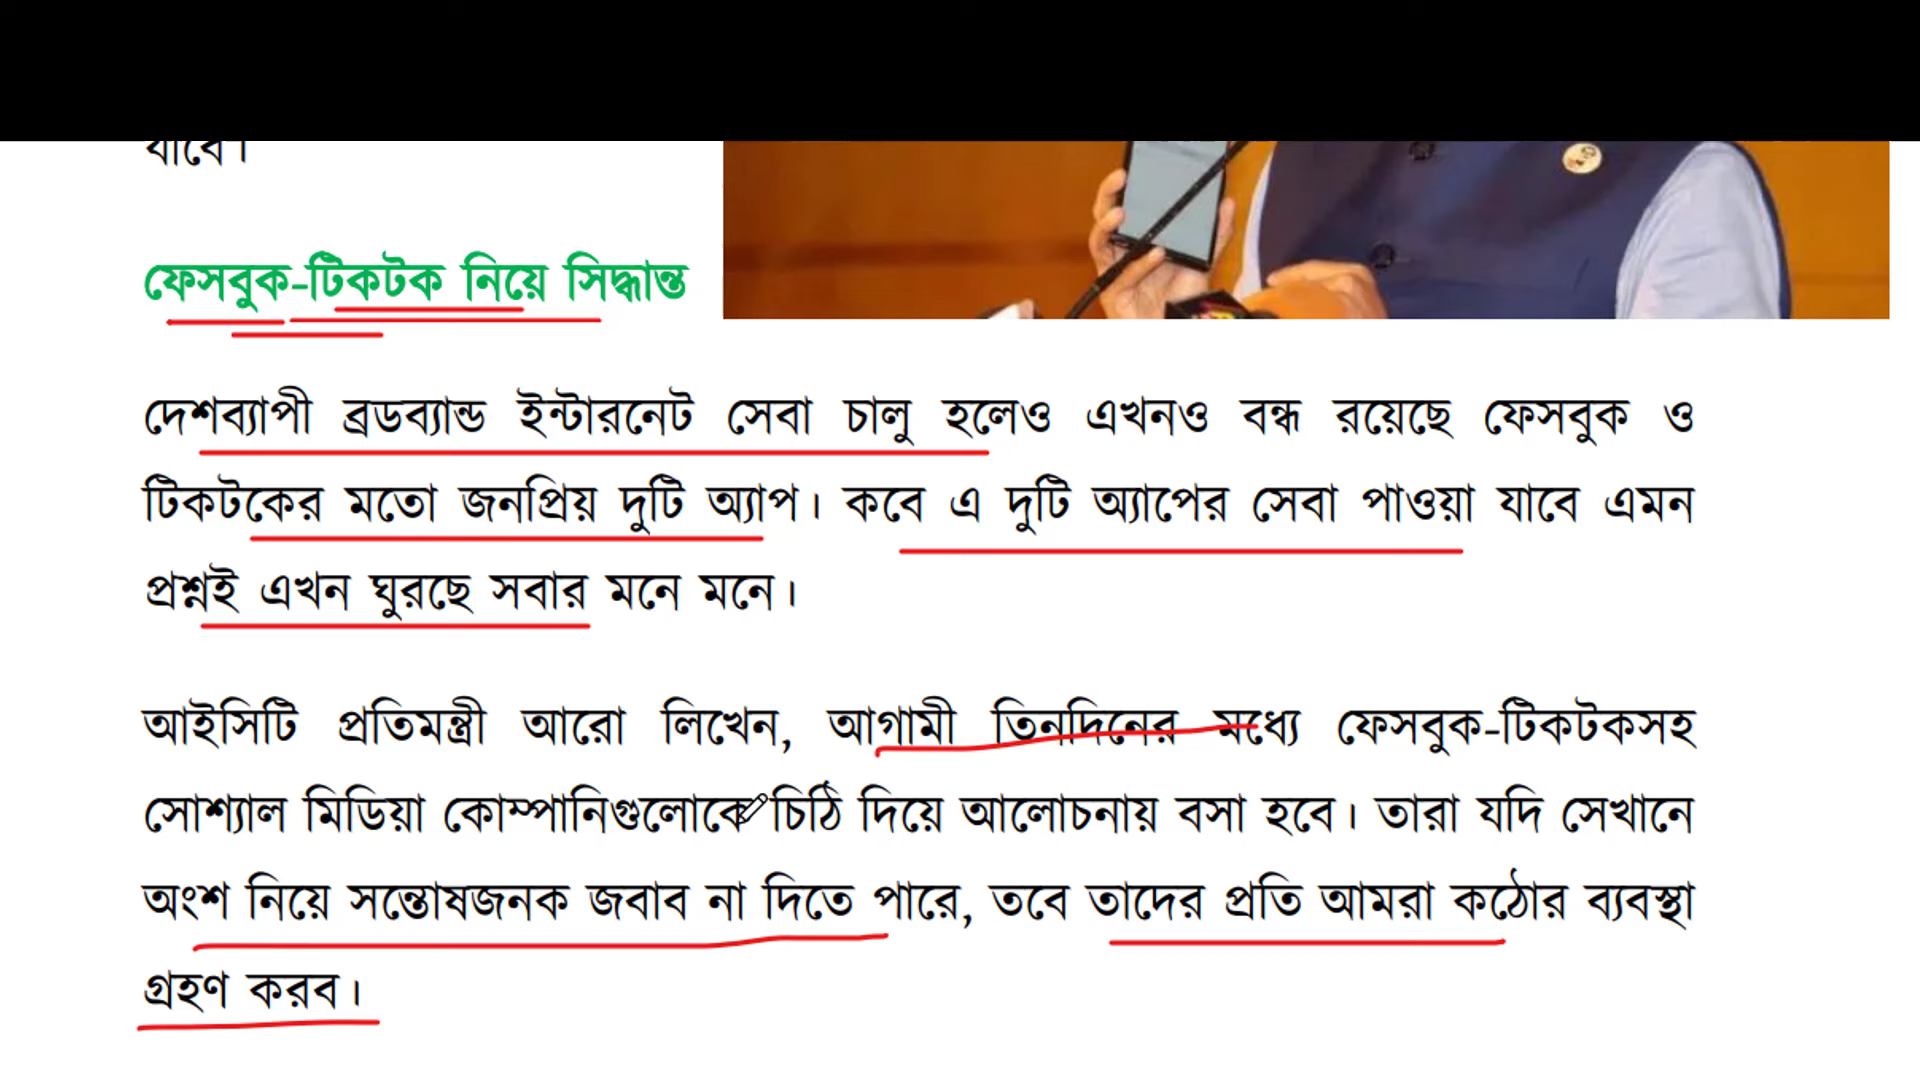 যাবে।
ফেসবুক-টিকটক নিয়ে সিদ্ধান্ত
দেশব্যাপী ব্রডব্যান্ড ইন্টারনেট সেবা চালু হলেও এখনও বন্ধ রয়েছে ফেসবুক ও
টিকটকের মতো জনপ্রিয় দুটি অ্যাপ। কবে এ দুটি অ্যাপের সেবা পাওয়া যাবে এমন
প্রশ্নই এখন ঘুরছে সবার মনে মনে।
আইসিটি প্রতিমন্ত্রী আরো লিখেন, আগামী তিনদিনের মধ্যে ফেসবুক-টিকটকসহ
সোশ্যাল মিডিয়া কোম্পানিগুলোকে চিঠি দিয়ে আলোচনায় বসা হবে। তারা যদি সেখানে
অংশ নিয়ে সন্তোষজনক জবাব না দিতে পারে, তবে তাদের প্রতি আমরা কঠোর ব্যবস্থা
গ্রহণ করব।